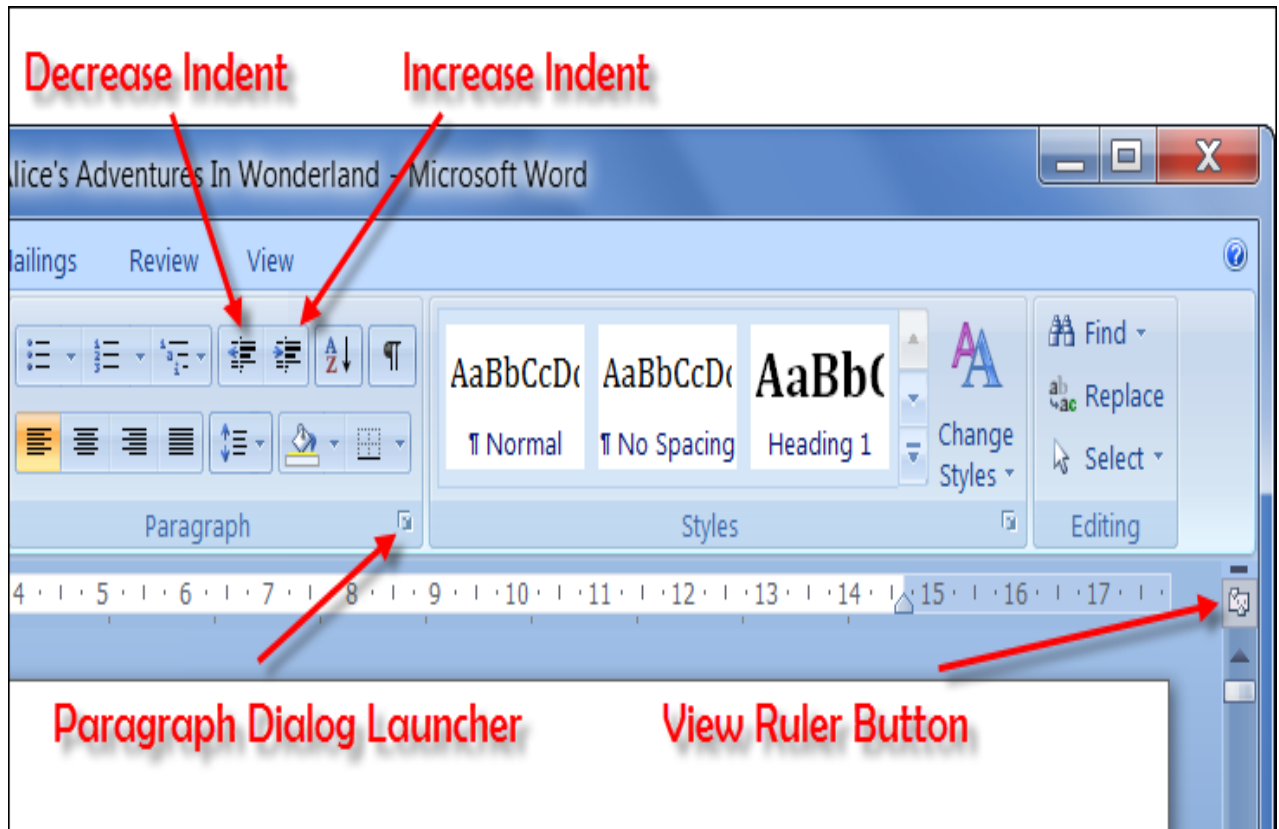 Decrease Indent Increase Indent
Alice's Adventures In Wonderland - Microsoft Word
Mailings Review View
AaBbCcDc AaBbCcDc AaBb(
¶ Normal ¶ No Spacing Heading 1
Change
Styles
Find
Replace
Select
Paragraph Styles Editing
4 5 6 7 8 9 10 11 12 13 14 15 16 17
Paragraph Dialog Launcher View Ruler Button